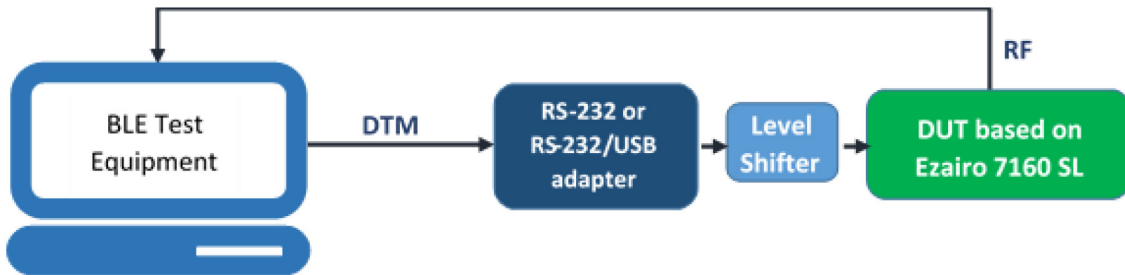 RF
BLE Test
Equipment
DTM
RS-232 or
RS-232/USB
adapter
Level
Shifter
DUT based on
Ezairo 7160 SL